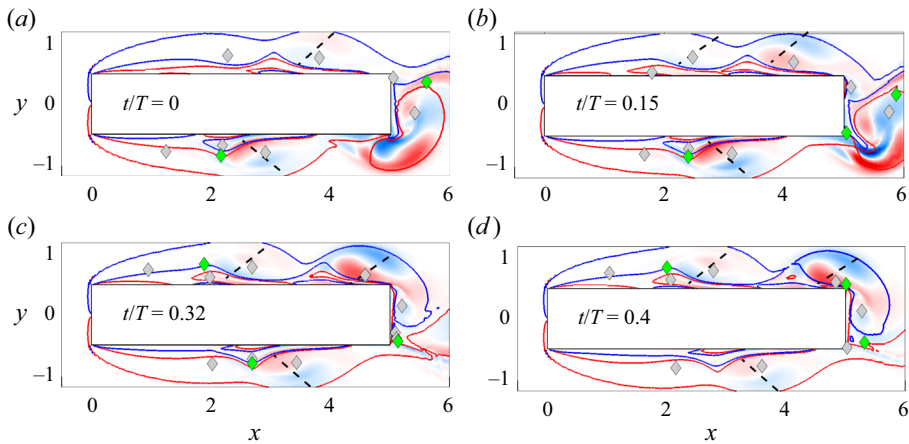 (a)
1
y 0
–1
t/T = 0
0 2 4 6
(b)
1
0
–1
t/T = 0.15
0 2 4 6
(c)
1
y 0
–1
t/T = 0.32
0 2 4 6
x
(d)
1
0
–1
t/T = 0.4
0 2 4 6
x